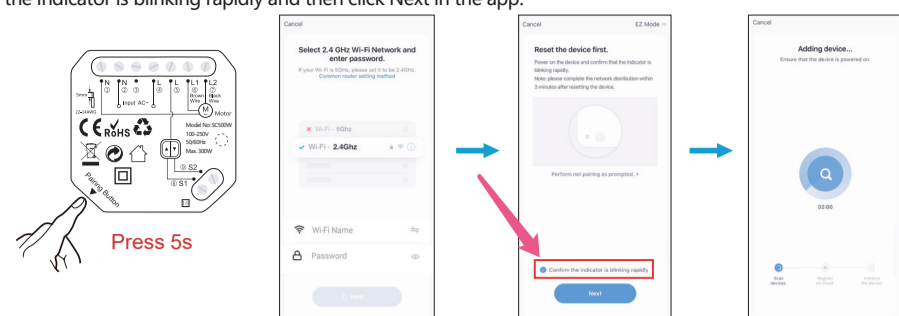 the indicator is blinking rapidly and then click Next in the app.
N N L L L1 L2
① ② ③ ④ ⑤ ⑥ ⑦
Brown Wire Black Wire
5mm
Input AC~
22-24AWG
M Motor
CE RoHS
Model No: SC500W
100-250V
50/60Hz
Max. 300W
⑨ S2
⑧ S1
Pairing Button
Press 5s
Cancel
Select 2.4 GHz Wi-Fi Network and
enter password.
If your Wi-Fi is 5GHz, please set it to be 2.4GHz.
Common router setting method
Wi-Fi - 5Ghz
Wi-Fi - 2.4Ghz
Wi-Fi Name
Password
Next
Cancel EZ Mode
Reset the device first.
Power on the device and confirm that the indicator is
blinking rapidly.
Note: please complete the network distribution within
3 minutes after resetting the device.
Perform net pairing as prompted. >
Confirm the indicator is blinking rapidly
Next
Cancel
Adding device...
Ensure that the device is powered on.
02:00
Scan
devices.
Register
on Cloud.
Initialize
the device.